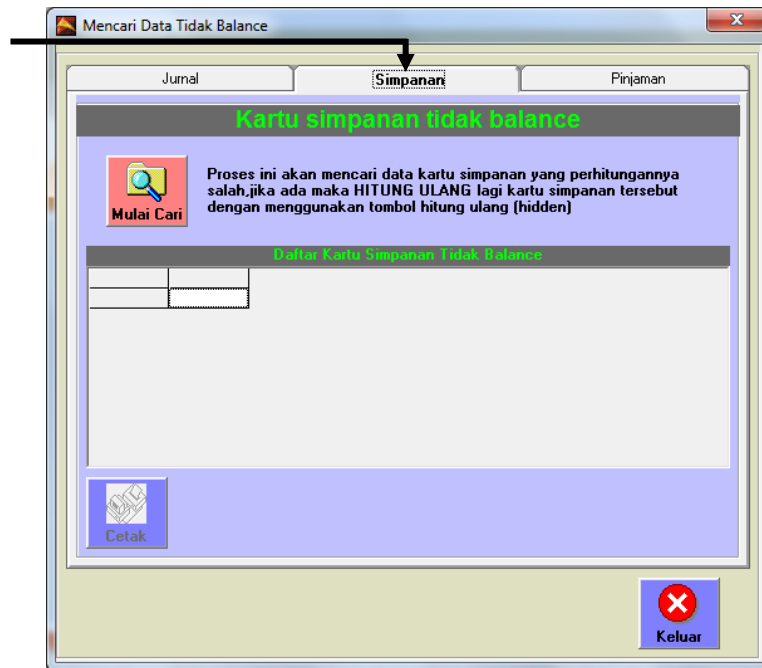 Mencari Data Tidak Balance
x
Jurnal
Simpanan
Pinjaman
Kartu simpanan tidak balance
Mulai Cari
Proses ini akan mencari data kartu simpanan yang perhitungannya
salah,jika ada maka HITUNG ULANG lagi kartu simpanan tersebut
dengan menggunakan tombol hitung ulang (hidden)
Daftar Kartu Simpanan Tidak Balance
Cetak
Keluar